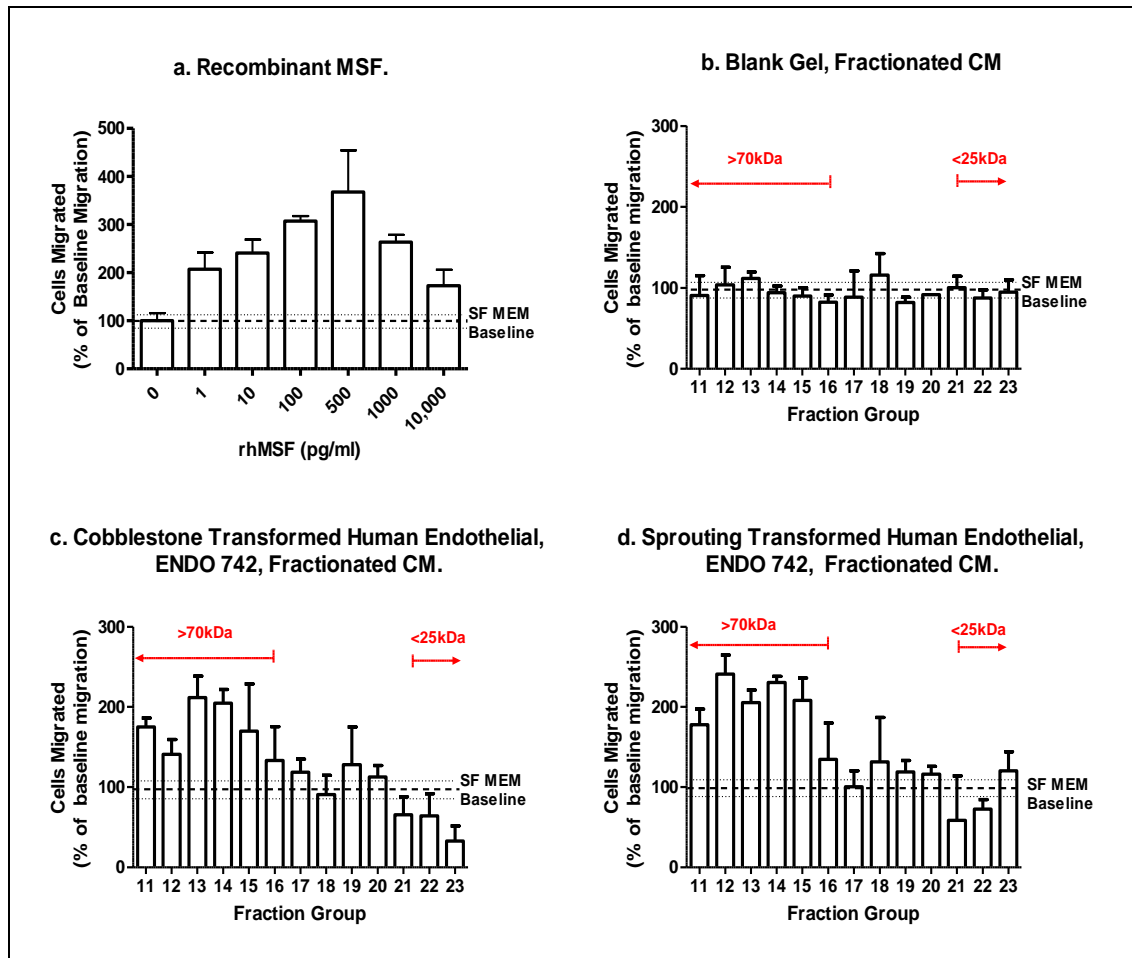 a. Recombinant MSF.
Cells Migrated
(% of Baseline Migration)
500
400
300
200
100
0
SF MEM
Baseline
0 1 10 100 500 1000 10,000
rhMSF (pg/ml)
b. Blank Gel, Fractionated CM
Cells Migrated
(% of baseline migration)
300
200
100
0
>70kDa
<25kDa
SF MEM
Baseline
11 12 13 14 15 16 17 18 19 20 21 22 23
Fraction Group
c. Cobblestone Transformed Human Endothelial,
ENDO 742, Fractionated CM.
Cells Migrated
(% of baseline migration)
300
200
100
0
>70kDa
<25kDa
SF MEM
Baseline
11 12 13 14 15 16 17 18 19 20 21 22 23
Fraction Group
d. Sprouting Transformed Human Endothelial,
ENDO 742, Fractionated CM.
Cells Migrated
(% of baseline migration)
300
200
100
0
>70kDa
<25kDa
SF MEM
Baseline
11 12 13 14 15 16 17 18 19 20 21 22 23
Fraction Group